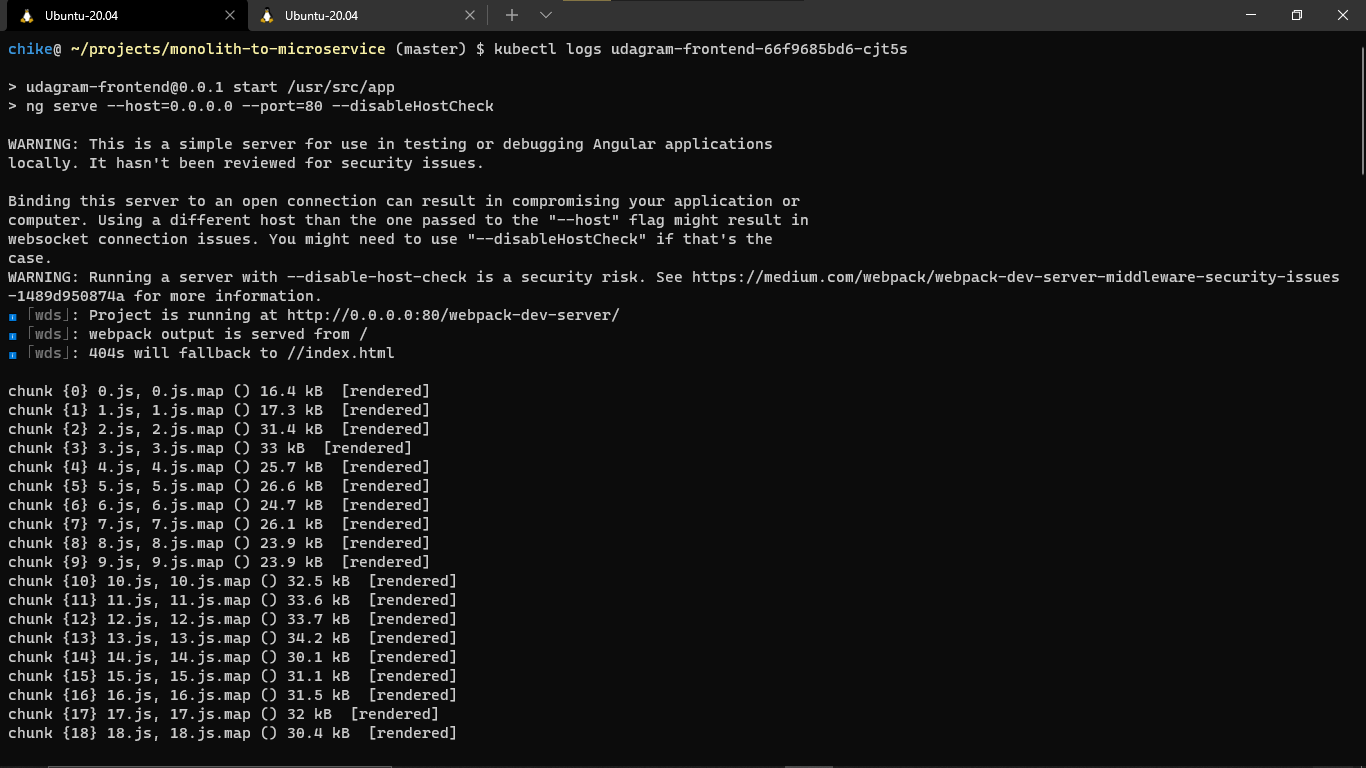 Ubuntu-20.04
Ubuntu-20.04
chike@ ~/projects/monolith-to-microservice (master) $ kubectl logs udagram-frontend-66f9685bd6-cjt5s
> udagram-frontend@0.0.1 start /usr/src/app
> ng serve --host=0.0.0.0 --port=80 --disableHostCheck
WARNING: This is a simple server for use in testing or debugging Angular applications
locally. It hasn't been reviewed for security issues.
Binding this server to an open connection can result in compromising your application or
computer. Using a different host than the one passed to the "--host" flag might result in
websocket connection issues. You might need to use "--disableHostCheck" if that's the
case.
WARNING: Running a server with --disable-host-check is a security risk. See https://medium.com/webpack/webpack-dev-server-middleware-security-issues
-1489d950874a for more information.
ℹ 「wds」: Project is running at http://0.0.0.0:80/webpack-dev-server/
ℹ 「wds」: webpack output is served from /
ℹ 「wds」: 404s will fallback to //index.html
chunk {0} 0.js, 0.js.map () 16.4 kB  [rendered]
chunk {1} 1.js, 1.js.map () 17.3 kB  [rendered]
chunk {2} 2.js, 2.js.map () 31.4 kB  [rendered]
chunk {3} 3.js, 3.js.map () 33 kB  [rendered]
chunk {4} 4.js, 4.js.map () 25.7 kB  [rendered]
chunk {5} 5.js, 5.js.map () 26.6 kB  [rendered]
chunk {6} 6.js, 6.js.map () 24.7 kB  [rendered]
chunk {7} 7.js, 7.js.map () 26.1 kB  [rendered]
chunk {8} 8.js, 8.js.map () 23.9 kB  [rendered]
chunk {9} 9.js, 9.js.map () 23.9 kB  [rendered]
chunk {10} 10.js, 10.js.map () 32.5 kB  [rendered]
chunk {11} 11.js, 11.js.map () 33.6 kB  [rendered]
chunk {12} 12.js, 12.js.map () 33.7 kB  [rendered]
chunk {13} 13.js, 13.js.map () 34.2 kB  [rendered]
chunk {14} 14.js, 14.js.map () 30.1 kB  [rendered]
chunk {15} 15.js, 15.js.map () 31.1 kB  [rendered]
chunk {16} 16.js, 16.js.map () 31.5 kB  [rendered]
chunk {17} 17.js, 17.js.map () 32 kB  [rendered]
chunk {18} 18.js, 18.js.map () 30.4 kB  [rendered]